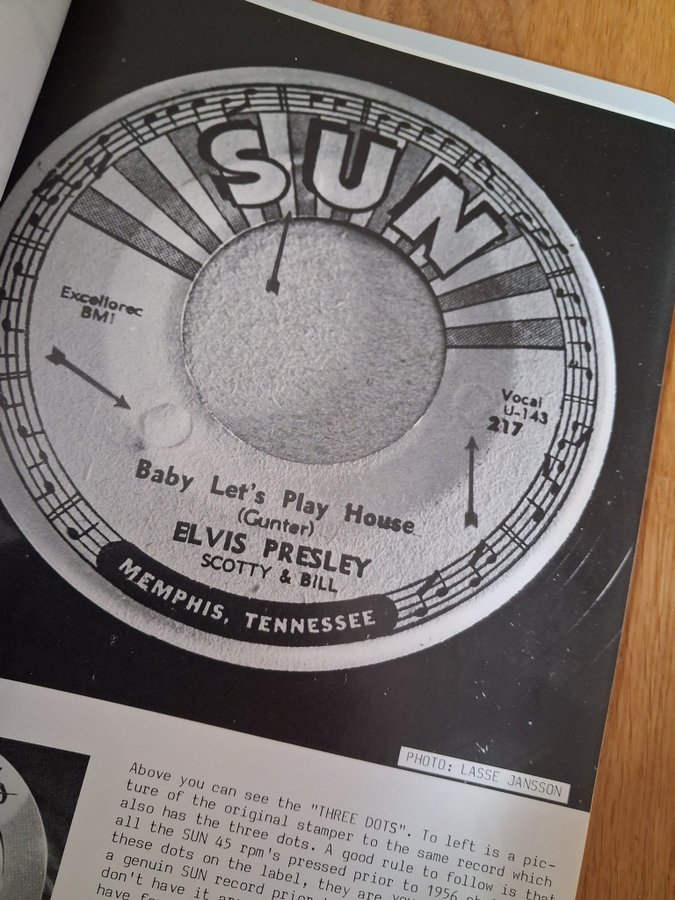 SUN
Excellorec
BMI
Vocal
U-143
217
Baby Let's Play House
(Gunter)
ELVIS PRESLEY
SCOTTY & BILL
MEMPHIS, TENNESSEE
PHOTO: LASSE JANSSON
Above you can see the "THREE DOTS". To left is a pic-
ture of the original stamper to the same record which
also has the three dots. A good rule to follow is that
all the SUN 45 rpm's pressed prior to 1956
these dots on the label, they are
a genuin SUN record prior
don't have it
have